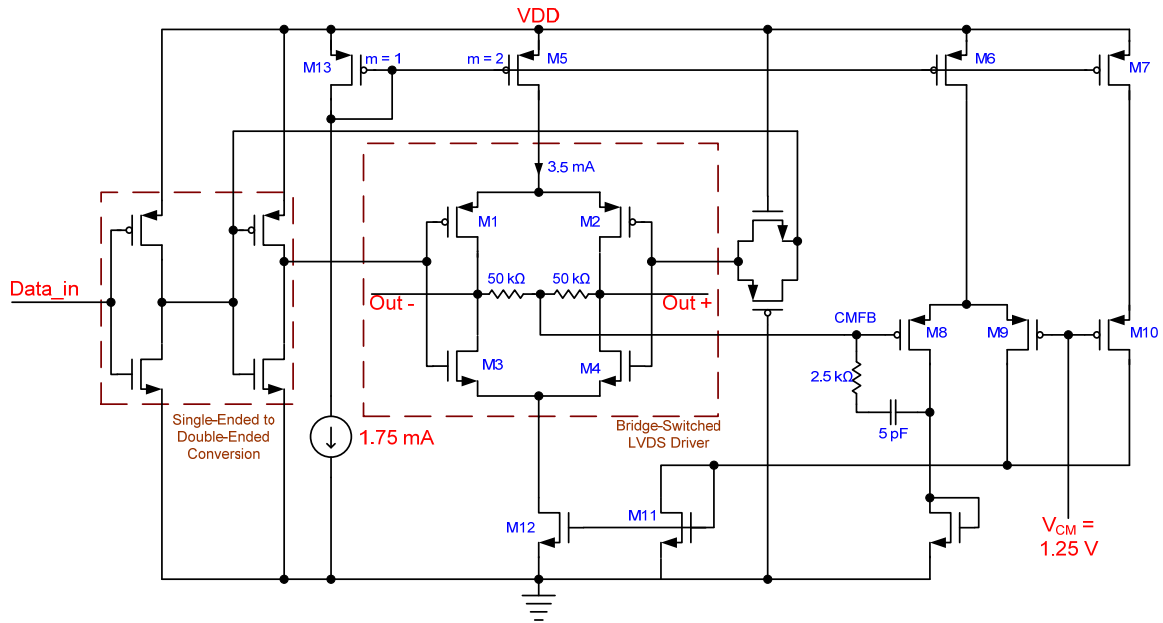 VDD
M13
m = 1
m = 2
M5
M6
M7
3.5 mA
M1
M2
Data_in
50 kΩ
50 kΩ
Out -
Out +
CMFB
M8
M9
M10
M3
M4
2.5 kΩ
5 pF
Single-Ended to
Double-Ended
Conversion
1.75 mA
Bridge-Switched
LVDS Driver
M12
M11
VCM =
1.25 V